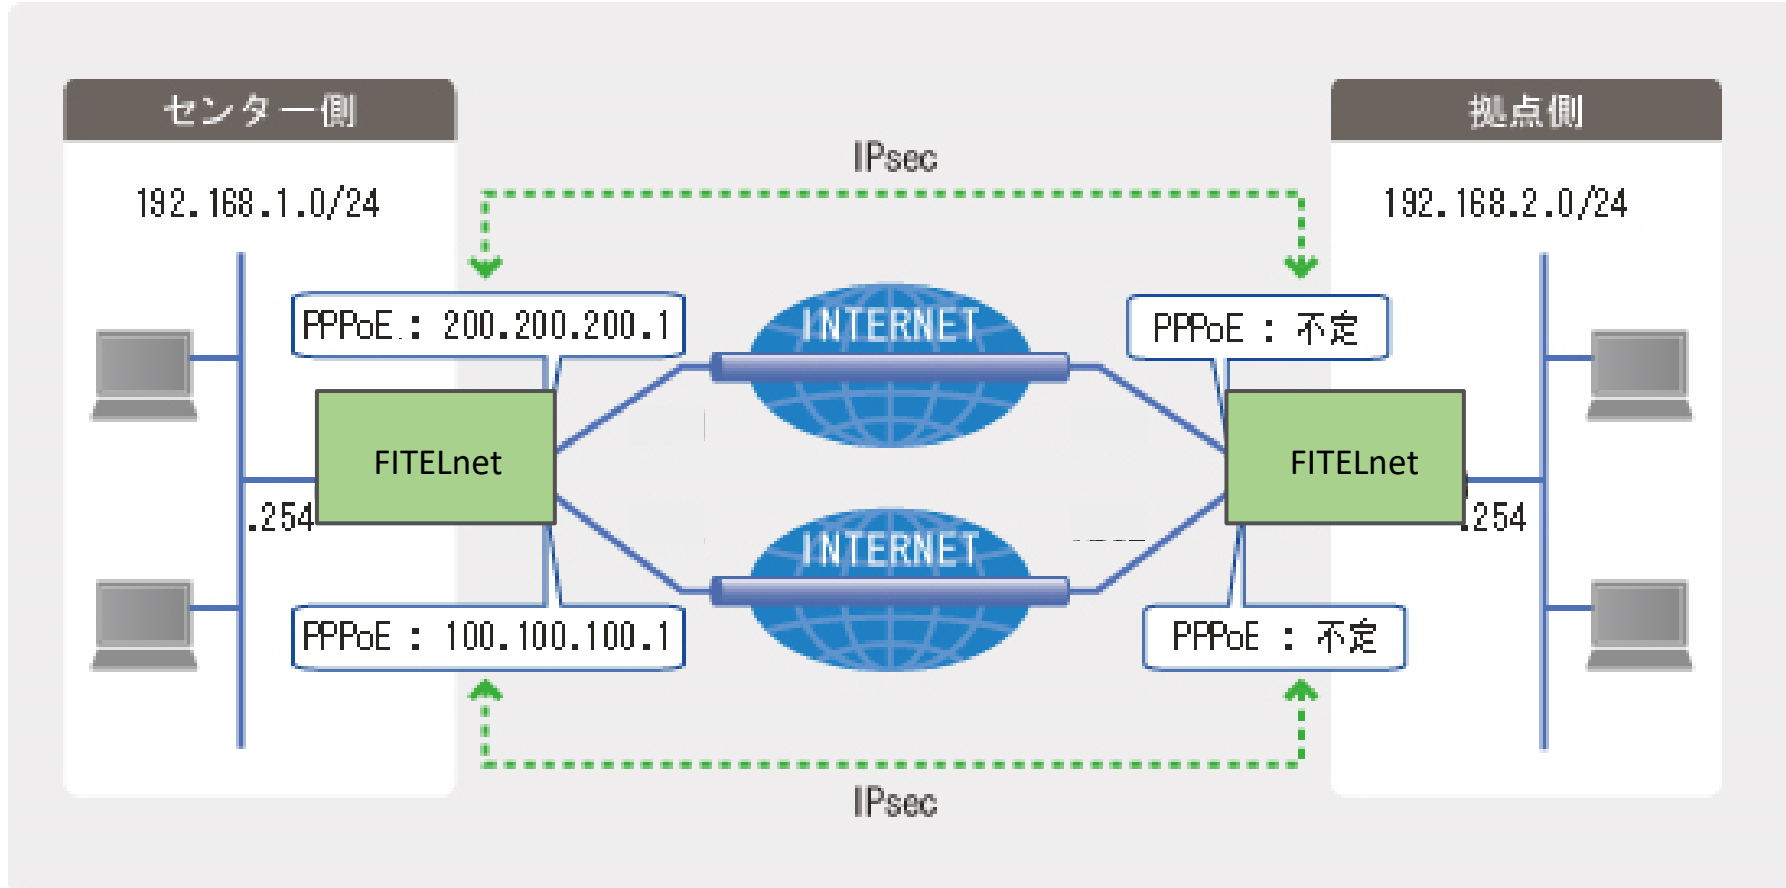 センター側
拠点側
IPsec
192.168.1.0/24
192.168.2.0/24
PPPoE : 200.200.200.1
INTERNET
PPPoE : 不定
FITELnet
FITELnet
.254
.254
INTERNET
PPPoE : 100.100.100.1
PPPoE : 不定
IPsec